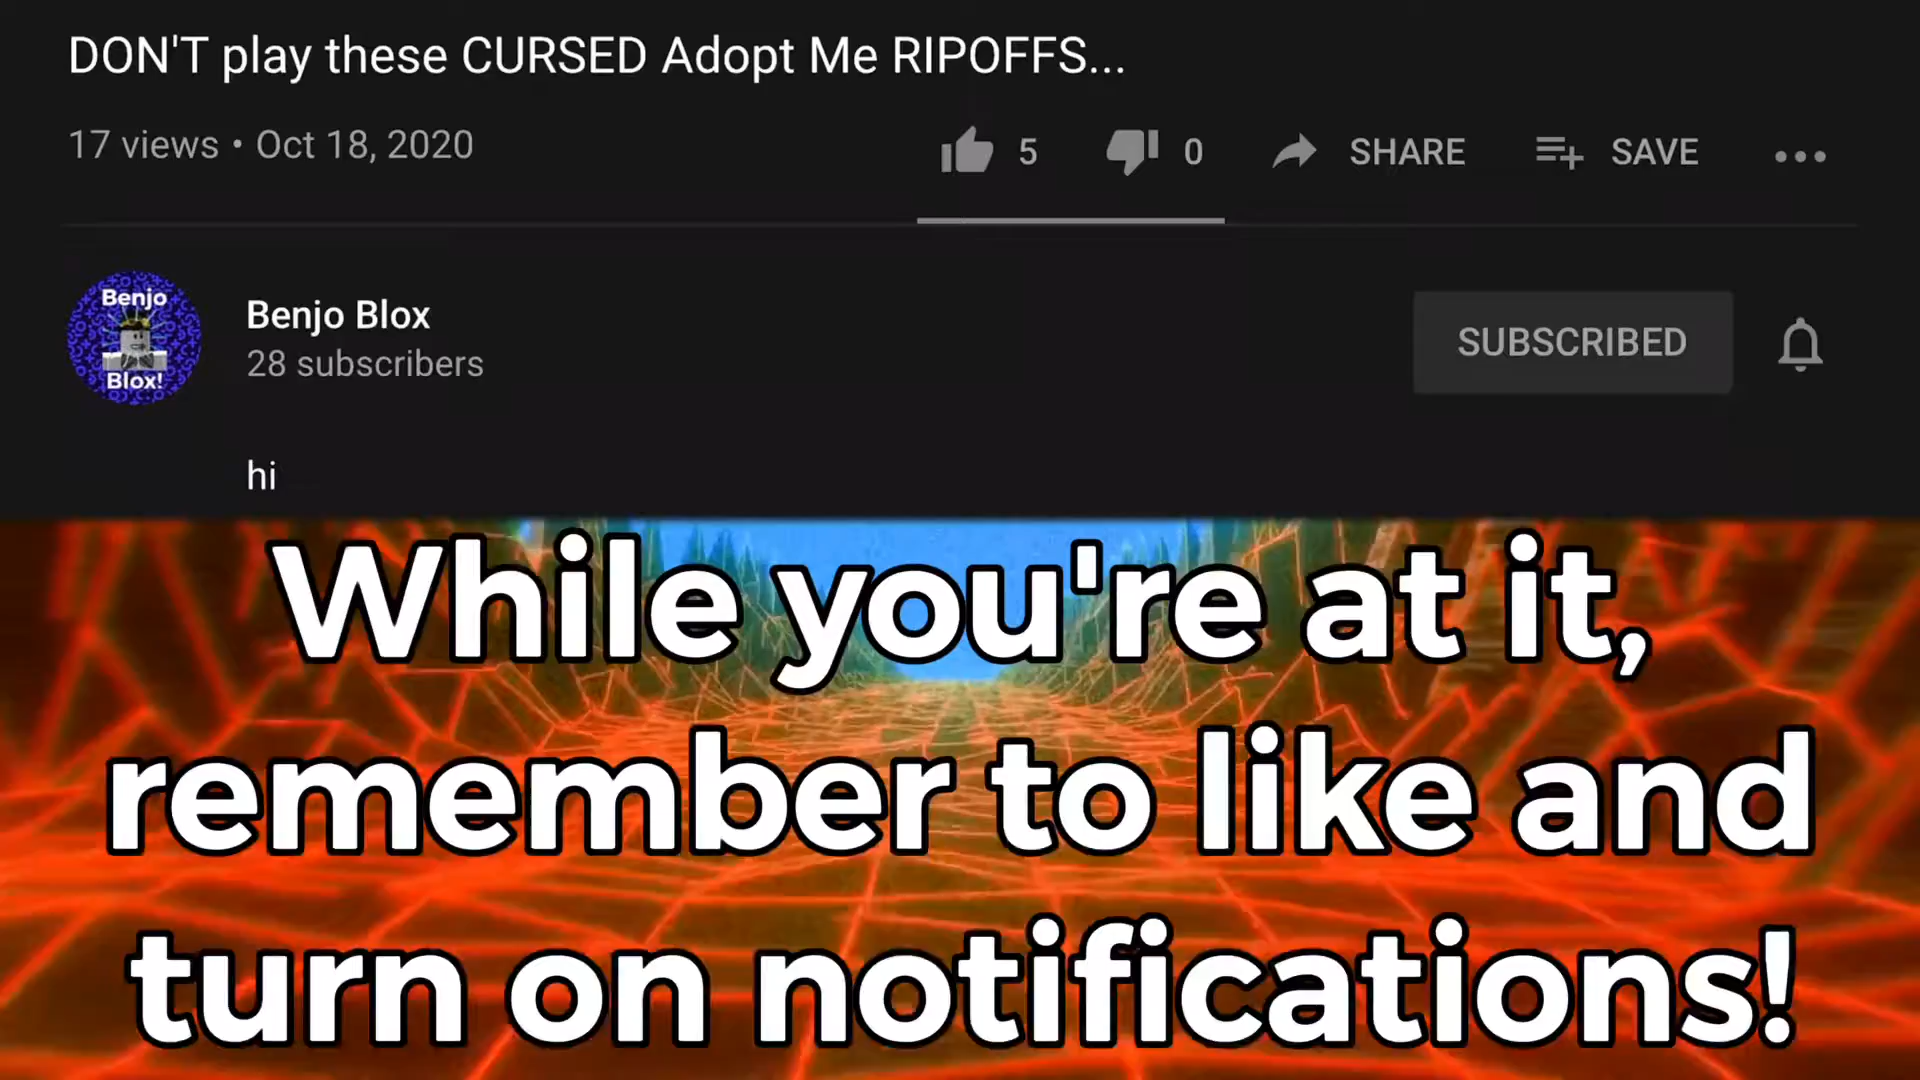 DON'T play these CURSED Adopt Me RIPOFFS...
17 views • Oct 18, 2020
5
0
SHARE
SAVE
Benjo
Blox!
Benjo Blox
28 subscribers
SUBSCRIBED
hi
While you're at it,
remember to like and
turn on notifications!